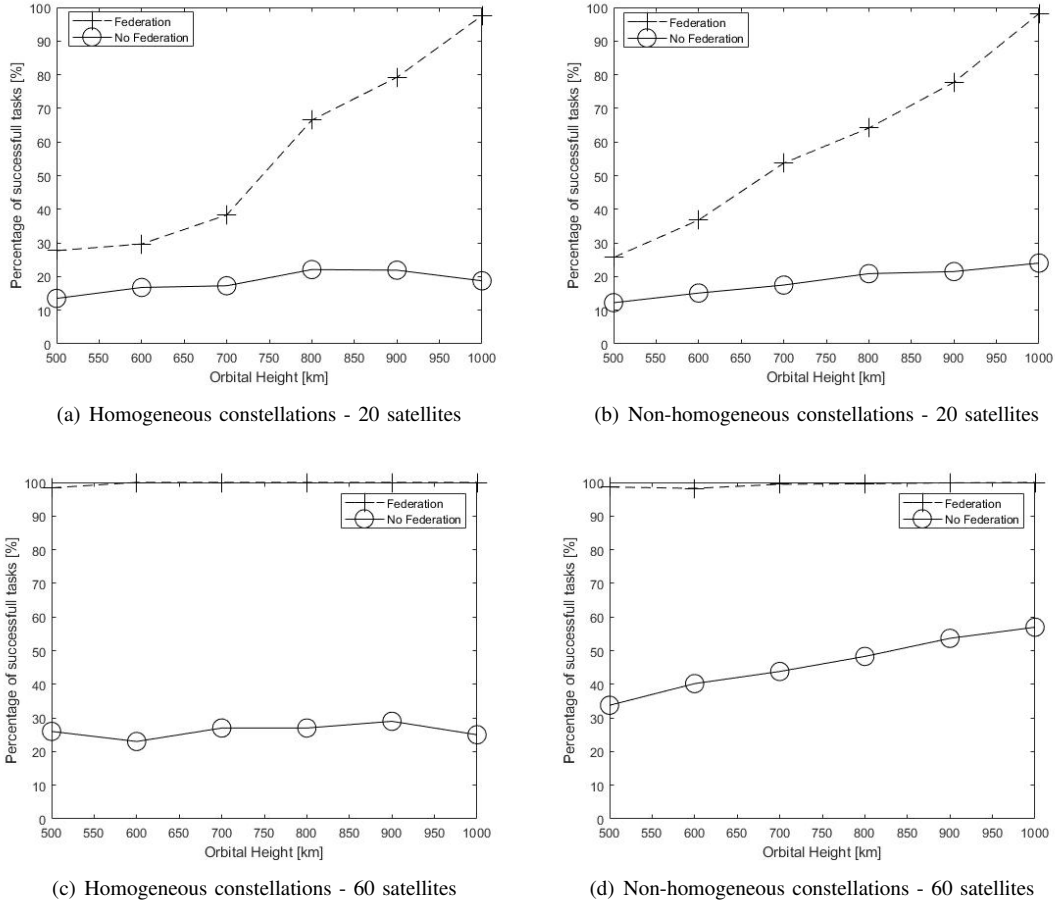 Percentage of successfull tasks [%]
100
90
80
70
60
50
40
30
20
10
0
Federation
No Federation
500 550 600 650 700 750 800 850 900 950 1000
Orbital Height [km]
(a) Homogeneous constellations - 20 satellites
Percentage of successfull tasks [%]
100
90
80
70
60
50
40
30
20
10
0
Federation
No Federation
500 550 600 650 700 750 800 850 900 950 1000
Orbital Height [km]
(b) Non-homogeneous constellations - 20 satellites
Percentage of successfull tasks [%]
100
90
80
70
60
50
40
30
20
10
0
Federation
No Federation
500 550 600 650 700 750 800 850 900 950 1000
Orbital Height [km]
(c) Homogeneous constellations - 60 satellites
Percentage of successfull tasks [%]
100
90
80
70
60
50
40
30
20
10
0
Federation
No Federation
500 550 600 650 700 750 800 850 900 950 1000
Orbital Height [km]
(d) Non-homogeneous constellations - 60 satellites